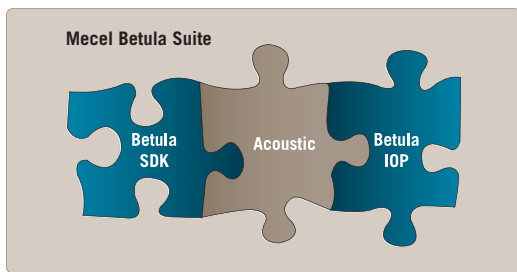 Mecel Betula Suite
Betula
SDK
Acoustic
Betula
IOP